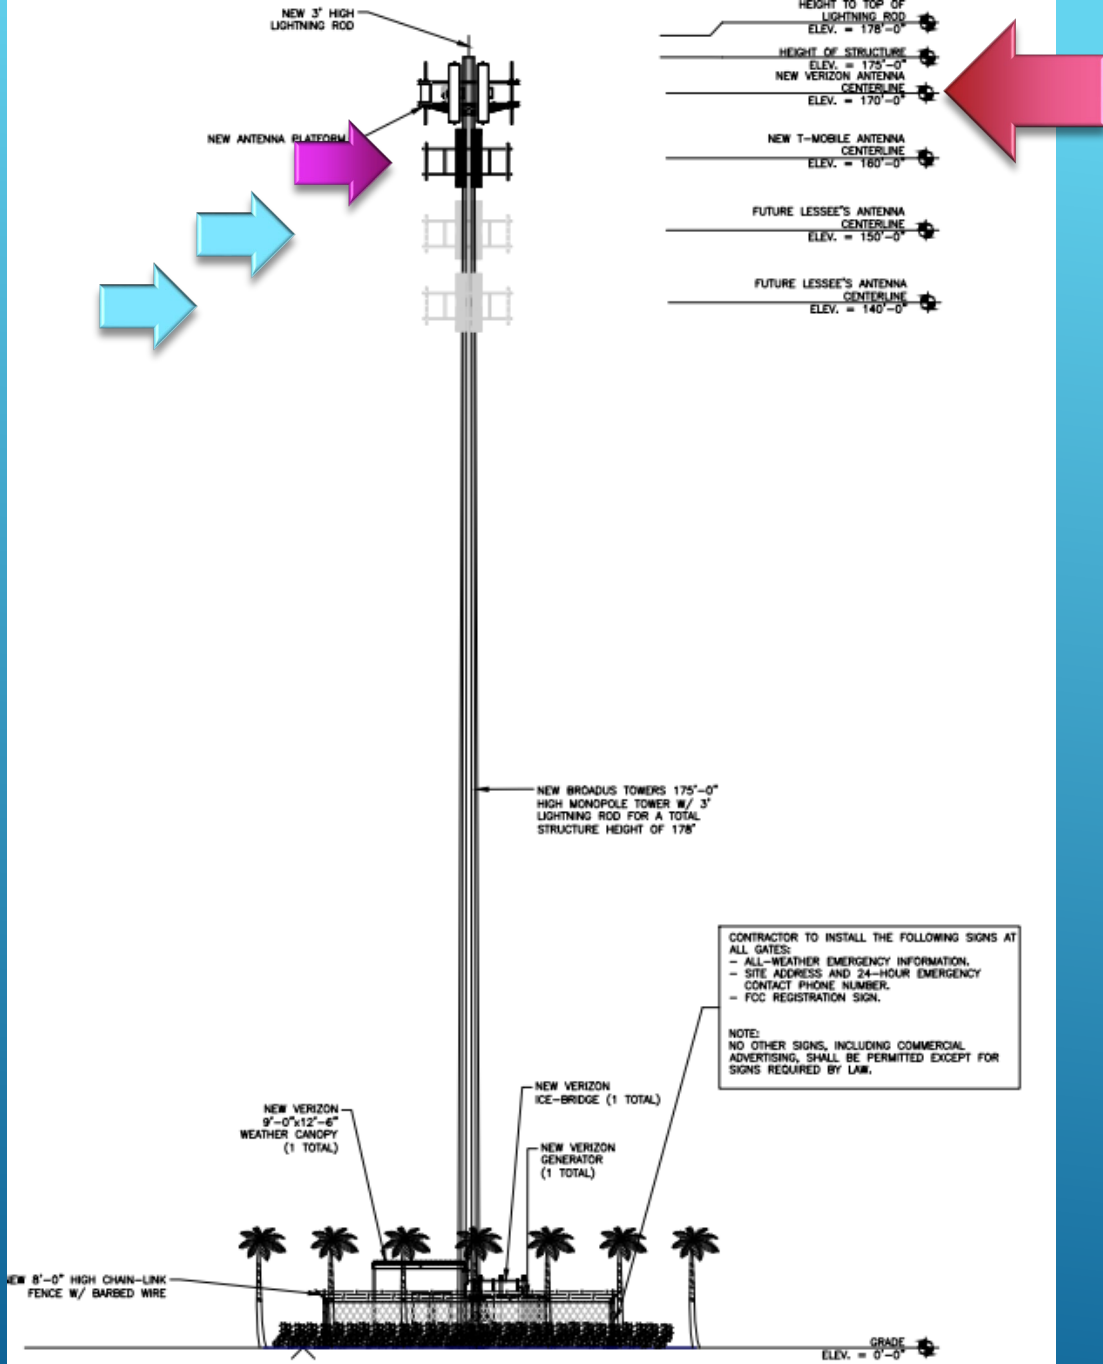 NEW 3' HIGH
LIGHTNING ROD
HEIGHT TO TOP OF
LIGHTNING ROD
ELEV. = 178'-0"
HEIGHT OF STRUCTURE
ELEV. = 175'-0"
NEW VERIZON ANTENNA
CENTERLINE
ELEV. = 170'-0"
NEW ANTENNA PLATFORM
NEW T-MOBILE ANTENNA
CENTERLINE
ELEV. = 160'-0"
FUTURE LESSEE'S ANTENNA
CENTERLINE
ELEV. = 150'-0"
FUTURE LESSEE'S ANTENNA
CENTERLINE
ELEV. = 140'-0"
NEW BROADUS TOWERS 175'-0"
HIGH MONOPOLE TOWER W/ 3'
LIGHTNING ROD FOR A TOTAL
STRUCTURE HEIGHT OF 178'
CONTRACTOR TO INSTALL THE FOLLOWING SIGNS AT
ALL GATES:
- ALL-WEATHER EMERGENCY INFORMATION.
- SITE ADDRESS AND 24-HOUR EMERGENCY
CONTACT PHONE NUMBER.
- FCC REGISTRATION SIGN.
NOTE:
NO OTHER SIGNS, INCLUDING COMMERCIAL
ADVERTISING, SHALL BE PERMITTED EXCEPT FOR
SIGNS REQUIRED BY LAW.
NEW VERIZON
ICE-BRIDGE (1 TOTAL)
NEW VERIZON
9'-0"x12'-6"
WEATHER CANOPY
(1 TOTAL)
NEW VERIZON
GENERATOR
(1 TOTAL)
NEW 8'-0" HIGH CHAIN-LINK
FENCE W/ BARBED WIRE
GRADE
ELEV. = 0'-0"